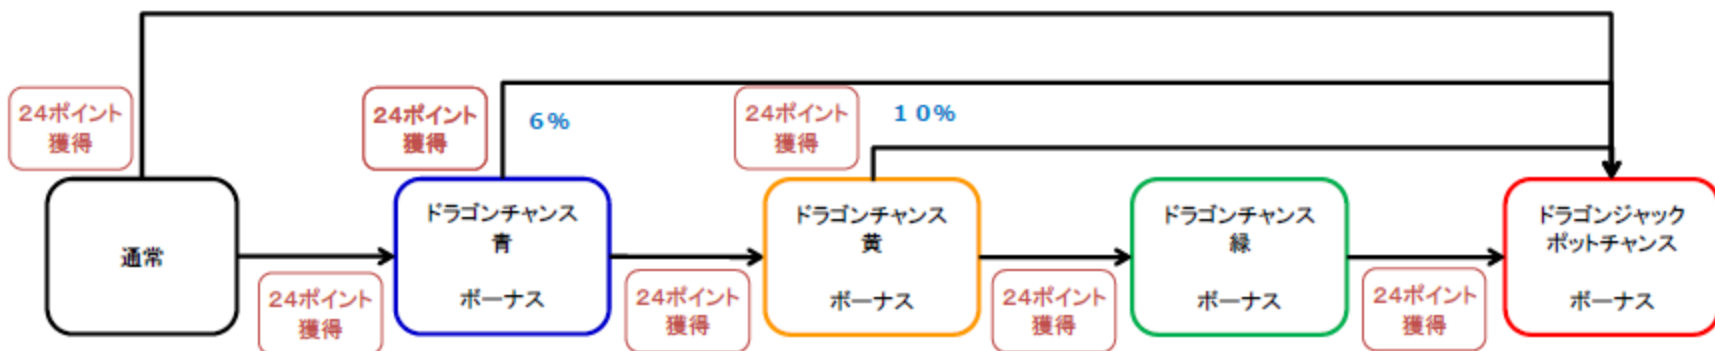 24ポイント
獲得
24ポイント
獲得
6%
24ポイント
獲得
10%
通常
ドラゴンチャンス
青
ボーナス
ドラゴンチャンス
黄
ボーナス
ドラゴンチャンス
緑
ボーナス
ドラゴンジャック
ポットチャンス
ボーナス
24ポイント
獲得
24ポイント
獲得
24ポイント
獲得
24ポイント
獲得